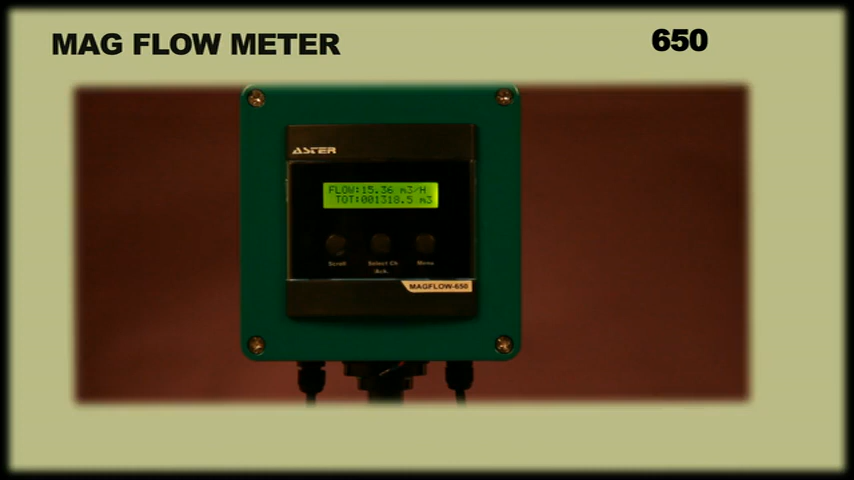 MAG FLOW METER
650
ASTER
FLOW:15.36 m3/H
TOT:001318.5 m3
Scroll
Select Ch
Menu
Ack.
MAGFLOW-650